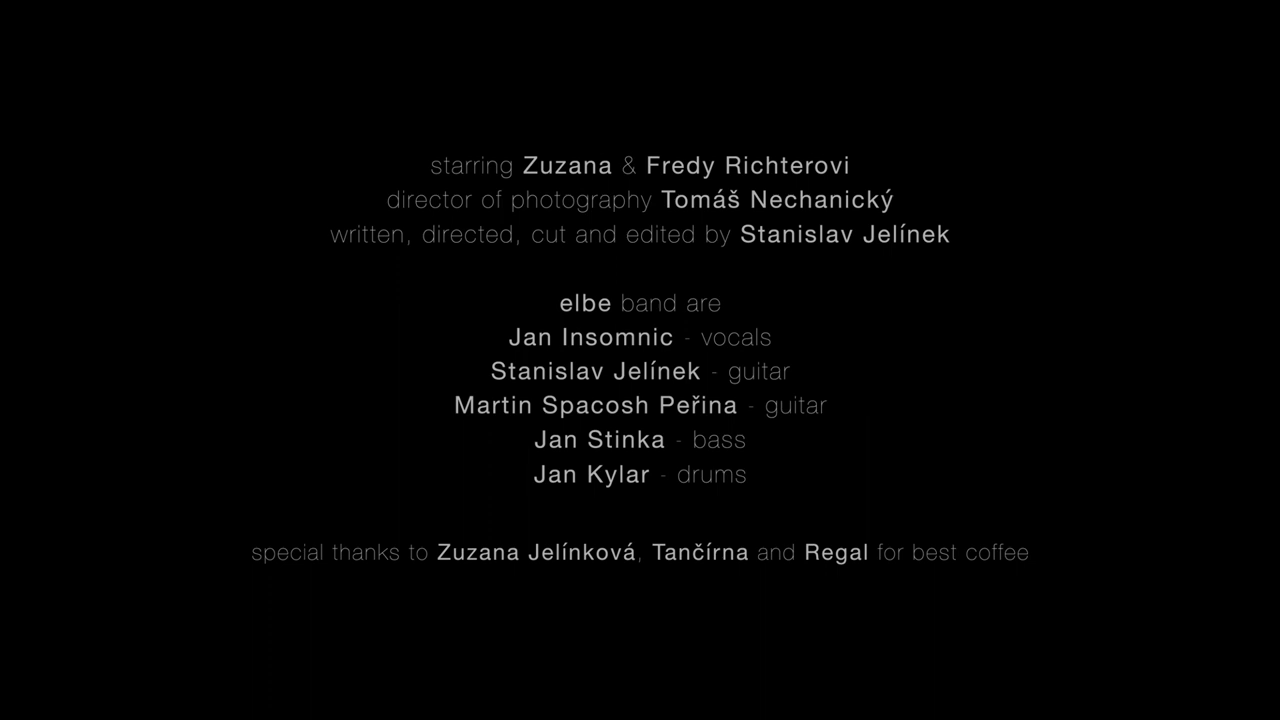 starring Zuzana & Fredy Richterovi
director of photography Tomáš Nechanický
written, directed, cut and edited by Stanislav Jelínek
elbe band are
Jan Insomnic - vocals
Stanislav Jelínek - guitar
Martin Spacosh Peřina - guitar
Jan Stinka - bass
Jan Kylar - drums
special thanks to Zuzana Jelínková, Tančírna and Regal for best coffee